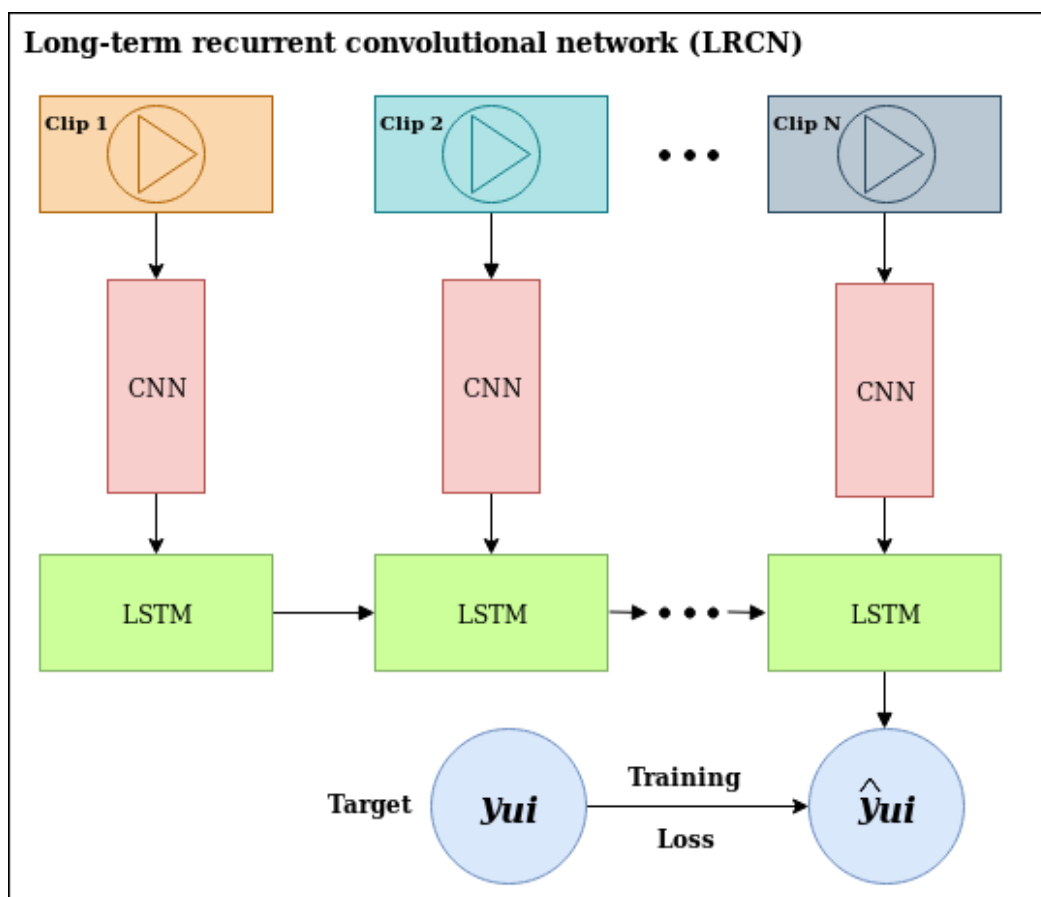 Long-term recurrent convolutional network (LRCN)
Clip 1 Clip 2 Clip N
CNN CNN CNN
LSTM LSTM LSTM
Target yui Training Loss ŷui